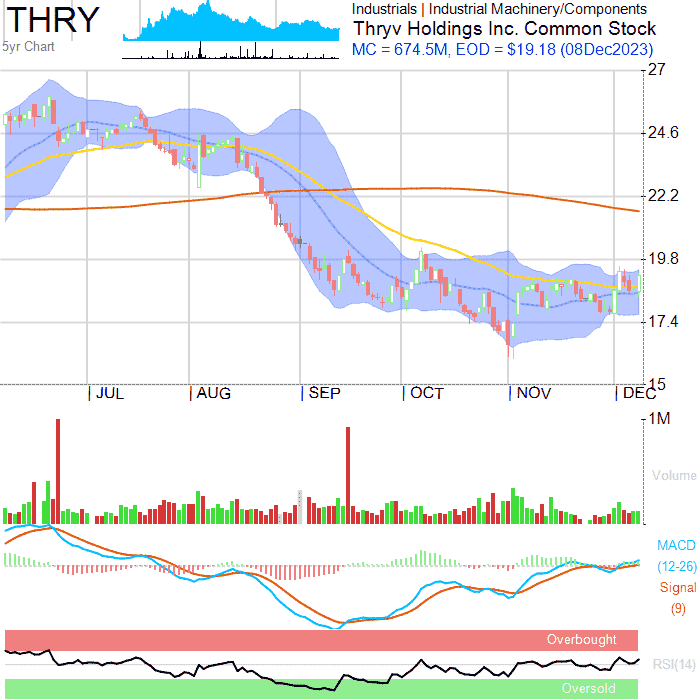 THRY
5yr Chart
Industrials | Industrial Machinery/Components
Thryv Holdings Inc. Common Stock
MC = 674.5M, EOD = $19.18 (08Dec2023)
27
24.6
22.2
19.8
17.4
15
JUL AUG SEP OCT NOV DEC
1M
Volume
MACD
(12-26)
Signal
(9)
Overbought
RSI(14)
Oversold